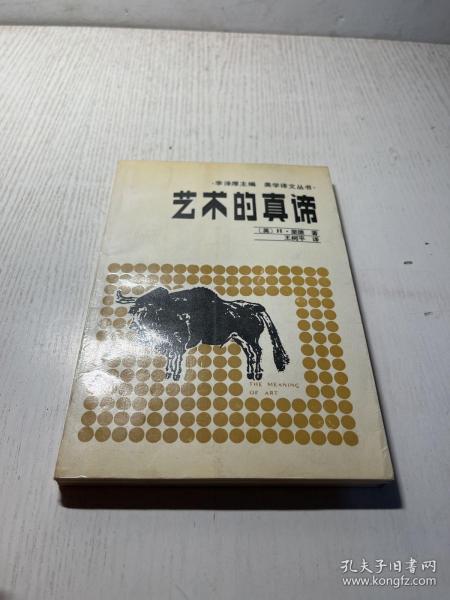 ·李泽厚主编 美学译文丛书·
艺术的真谛
〔英〕H·里德 著
王柯平 译
THE MEANING
OF ART
孔夫子旧书网
www.kongfz.com